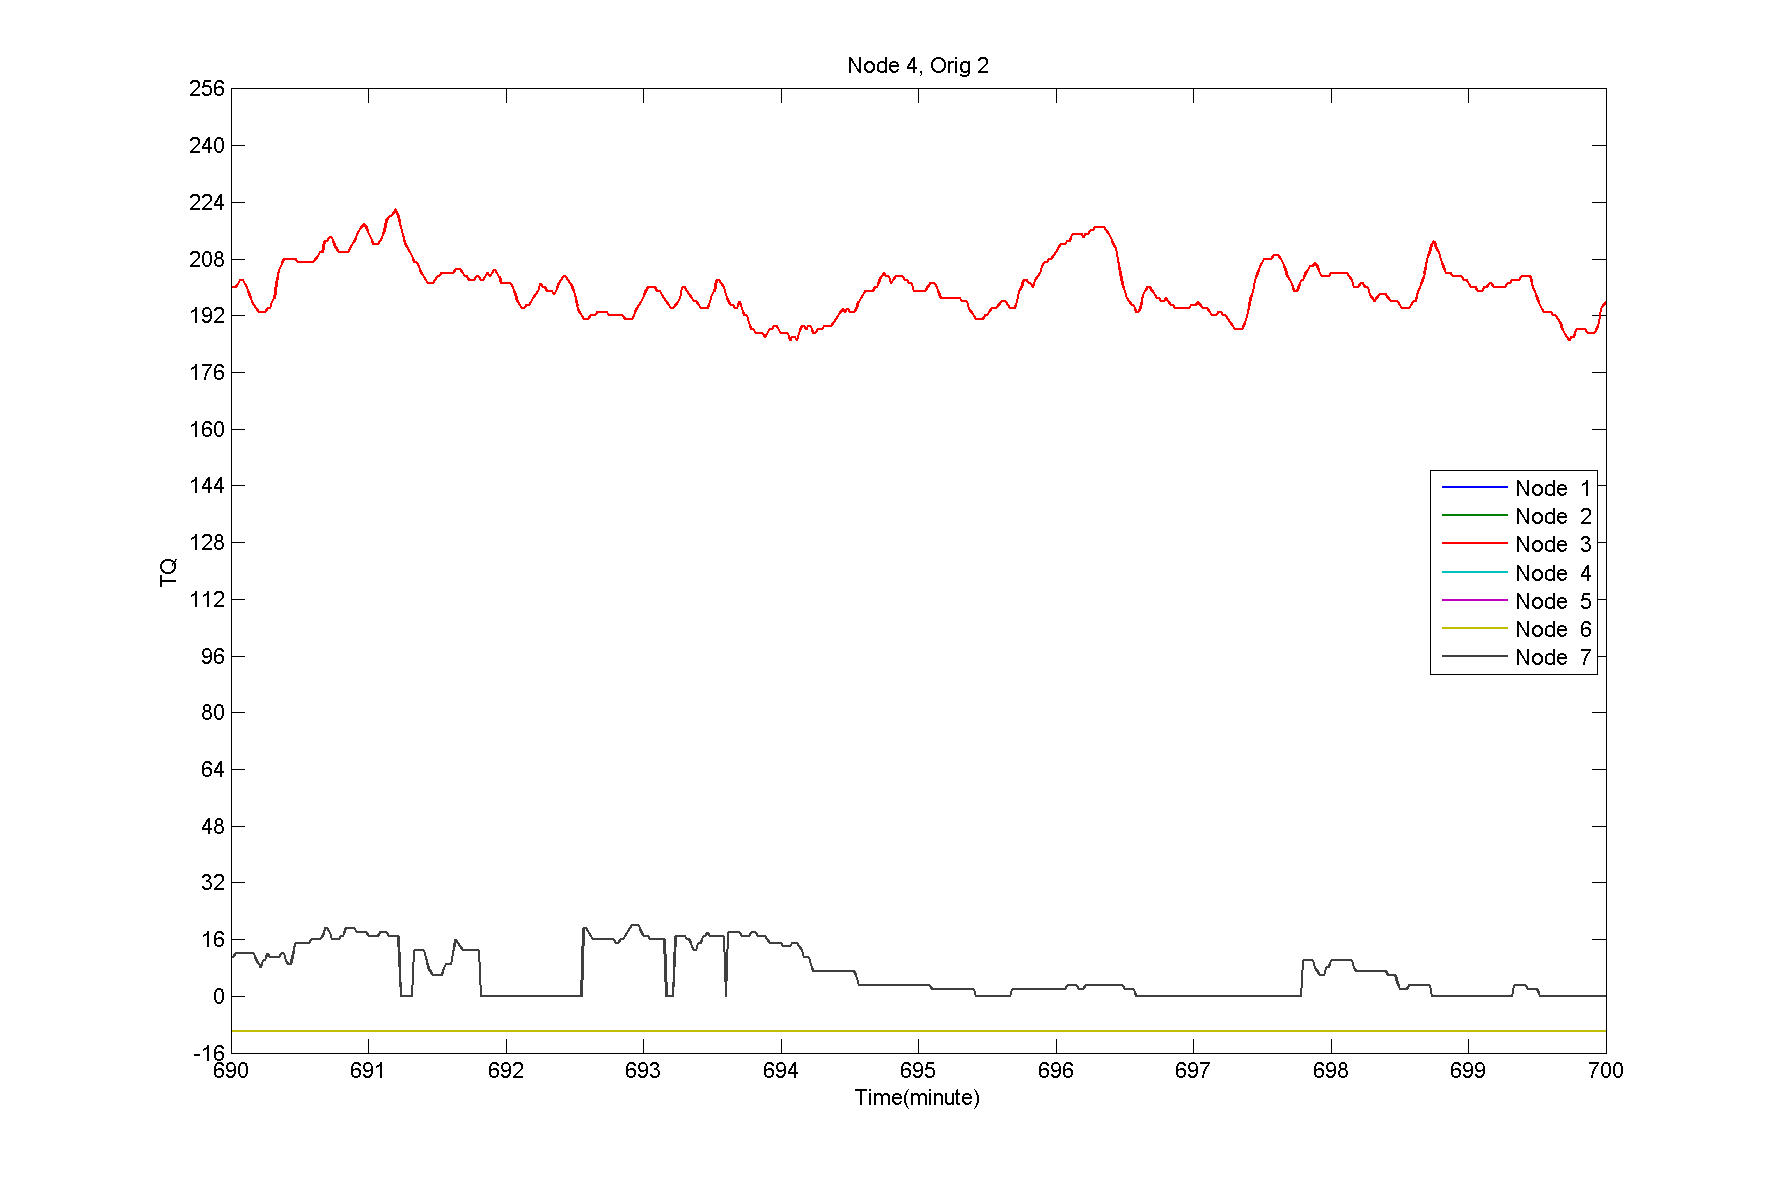 Node 4, Orig 2
256
240
224
208
192
176
160
144
128
112
96
80
64
48
32
16
0
-16
TQ
Node 1
Node 2
Node 3
Node 4
Node 5
Node 6
Node 7
690 691 692 693 694 695 696 697 698 699 700
Time(minute)